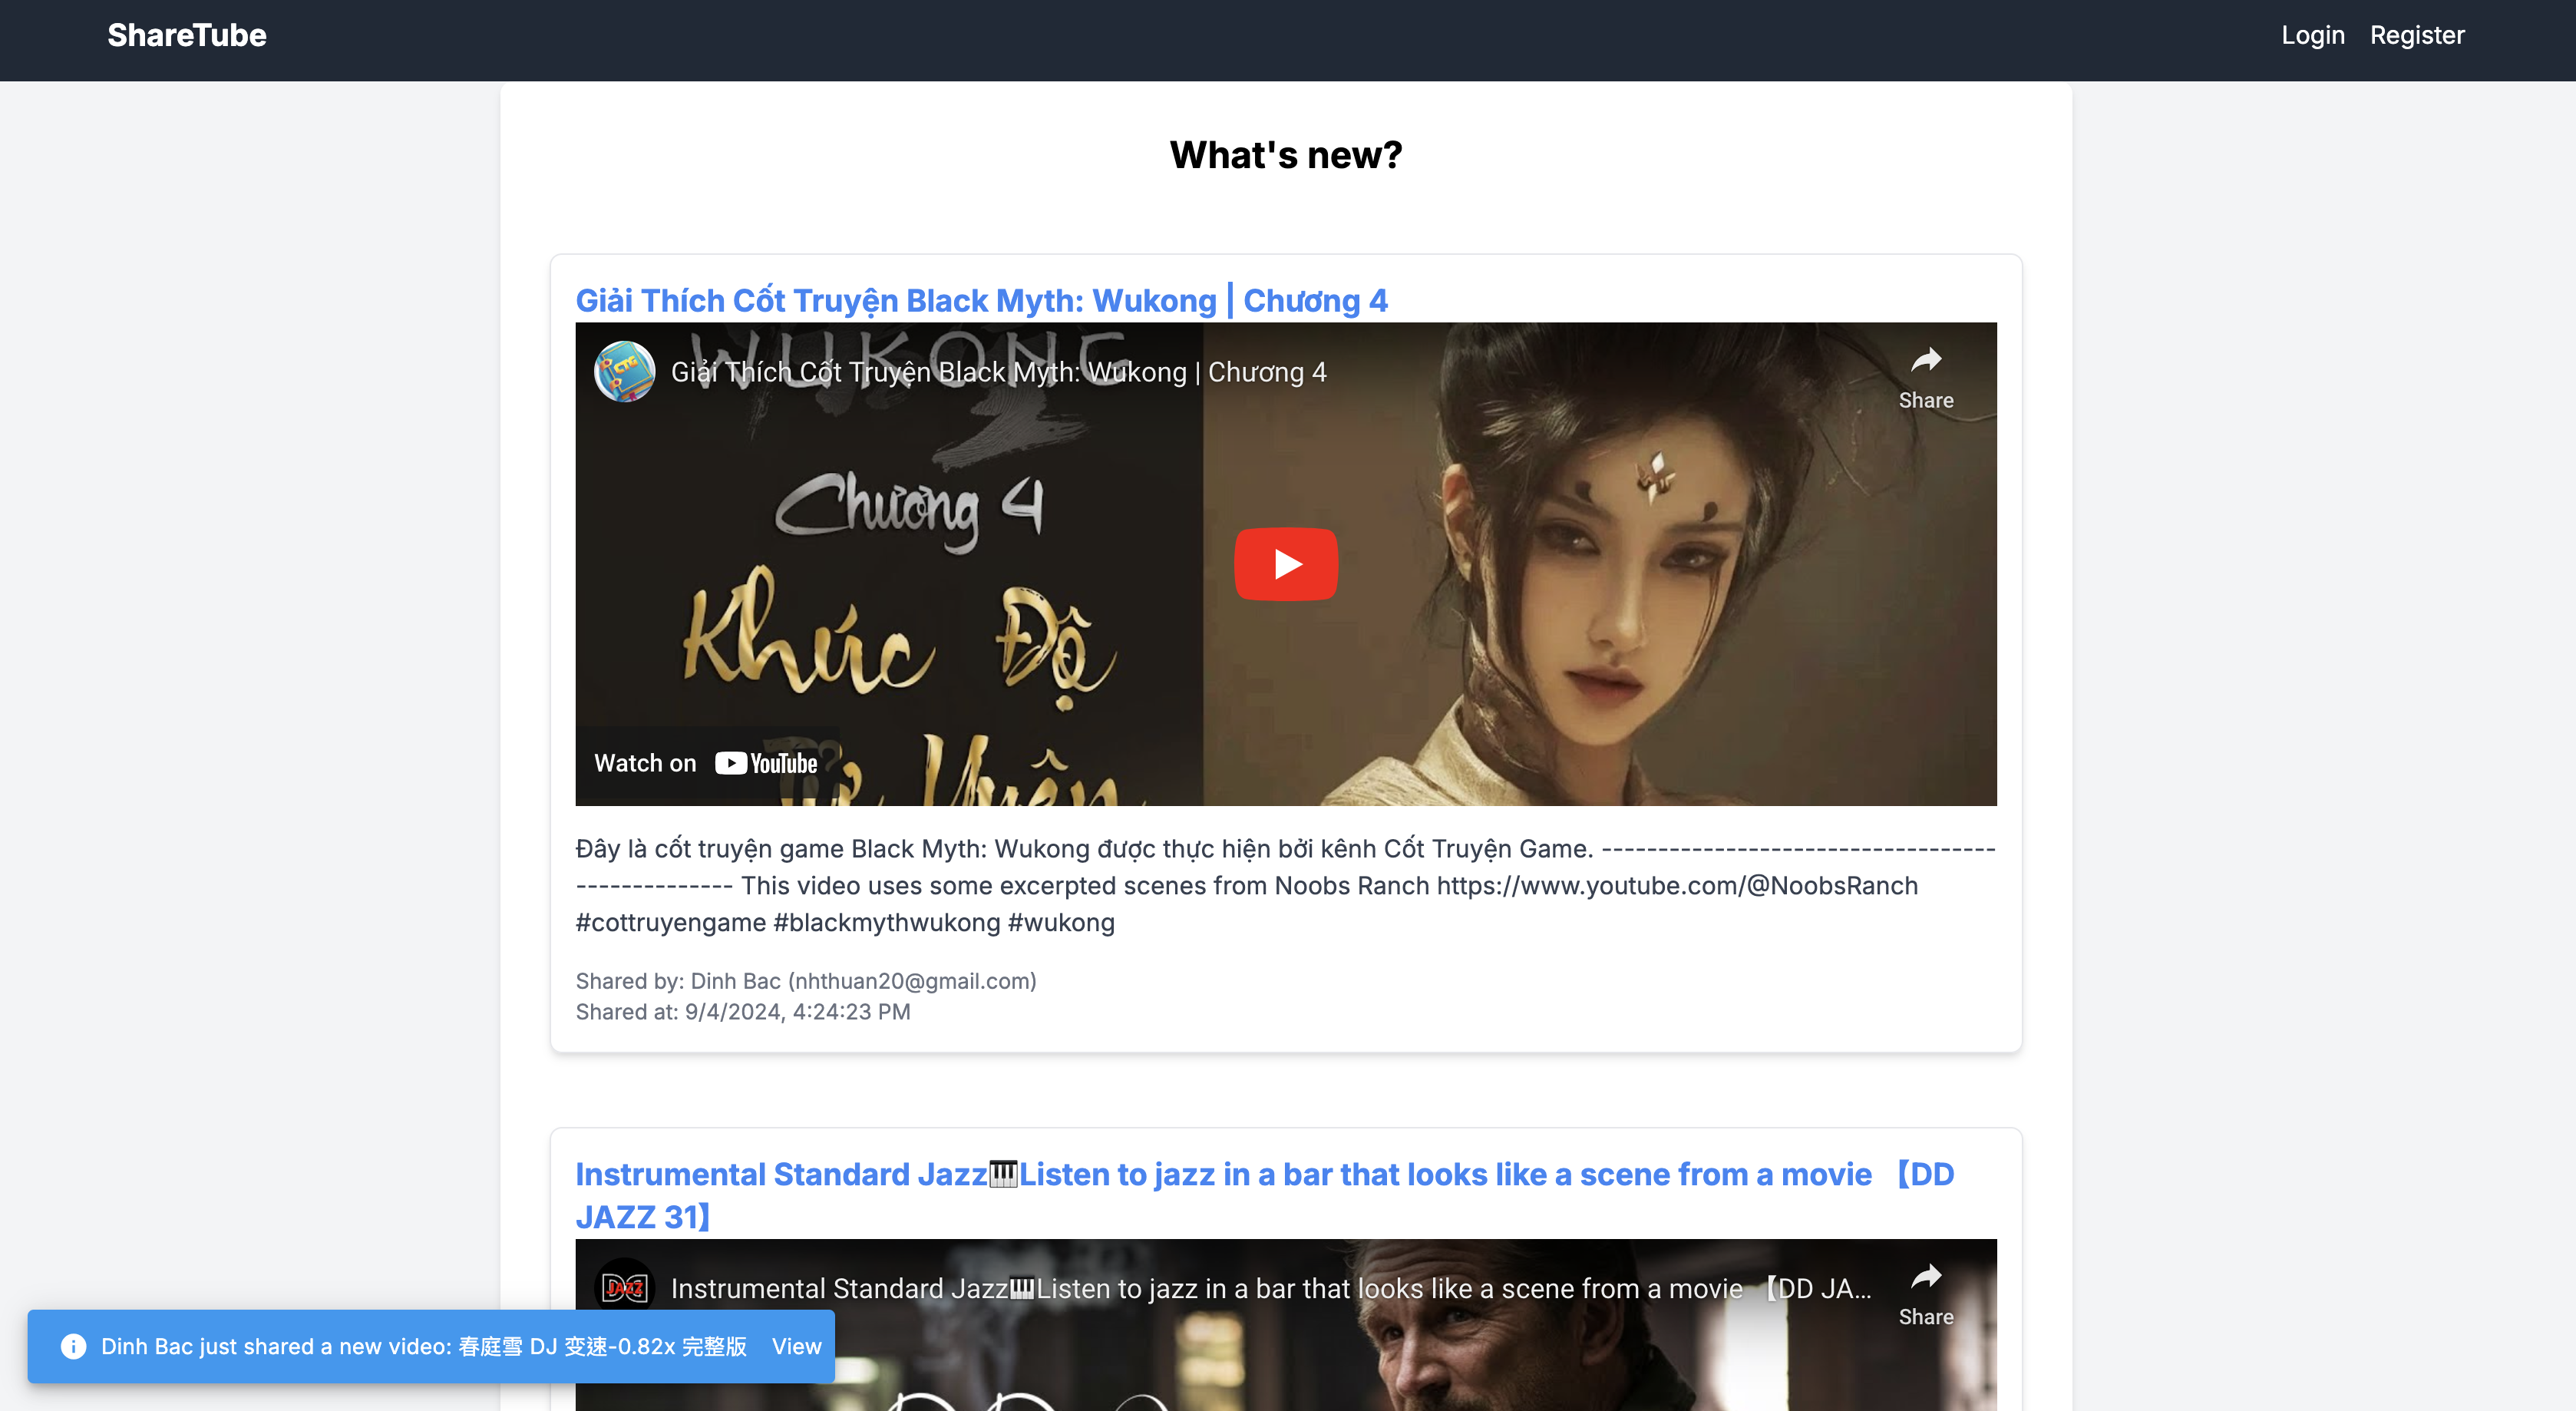 ShareTube
Login Register
What's new?
Giải Thích Cốt Truyện Black Myth: Wukong | Chương 4
WUKONG
Giải Thích Cốt Truyện Black Myth: Wukong | Chương 4
Share
Chương 4
Khúc Độ
Watch on YouTube
Đây là cốt truyện game Black Myth: Wukong được thực hiện bởi kênh Cốt Truyện Game. -----------------------------------
-------------- This video uses some excerpted scenes from Noobs Ranch https://www.youtube.com/@NoobsRanch
#cottruyengame #blackmythwukong #wukong
Shared by: Dinh Bac (nhthuan20@gmail.com)
Shared at: 9/4/2024, 4:24:23 PM
Instrumental Standard Jazz🎹Listen to jazz in a bar that looks like a scene from a movie 【DD
JAZZ 31】
JAZZ
Instrumental Standard Jazz🎹Listen to jazz in a bar that looks like a scene from a movie 【DD JA...
Share
Dinh Bac just shared a new video: 春庭雪 DJ 变速-0.82x 完整版 View